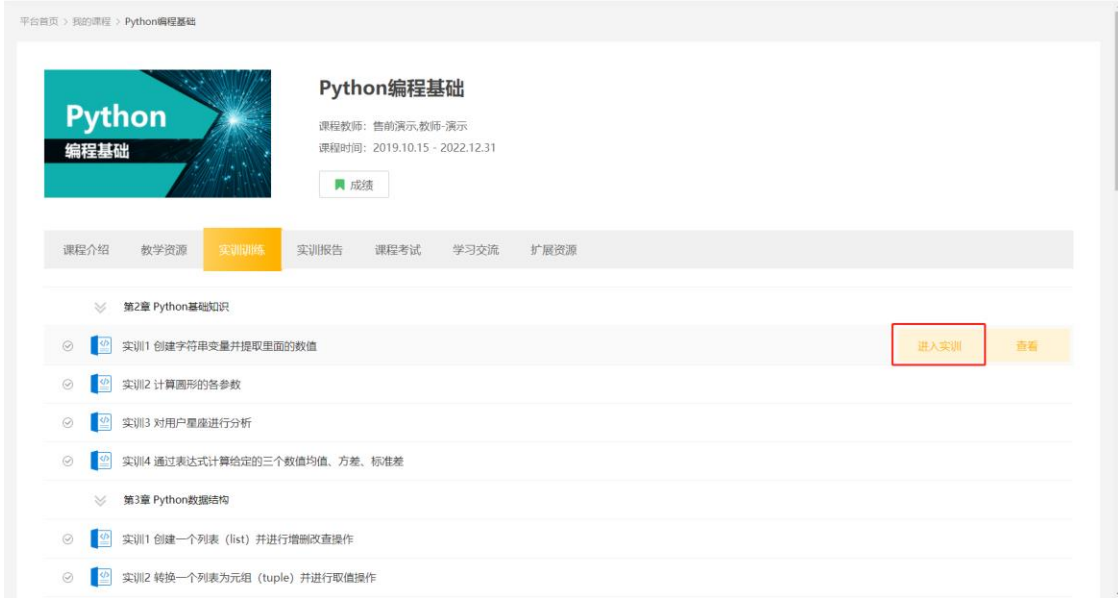 平台首页 > 我的课程 > Python编程基础
Python
编程基础
Python编程基础
课程教师：售前演示,教师-演示
课程时间：2019.10.15 - 2022.12.31
成绩
课程介绍 教学资源 实训训练 实训报告 课程考试 学习交流 扩展资源
第2章 Python基础知识
实训1 创建字符串变量并提取里面的数值 进入实训 查看
实训2 计算圆形的各参数
实训3 对用户星座进行分析
实训4 通过表达式计算给定的三个数值均值、方差、标准差
第3章 Python数据结构
实训1 创建一个列表（list）并进行增删改查操作
实训2 转换一个列表为元组（tuple）并进行取值操作